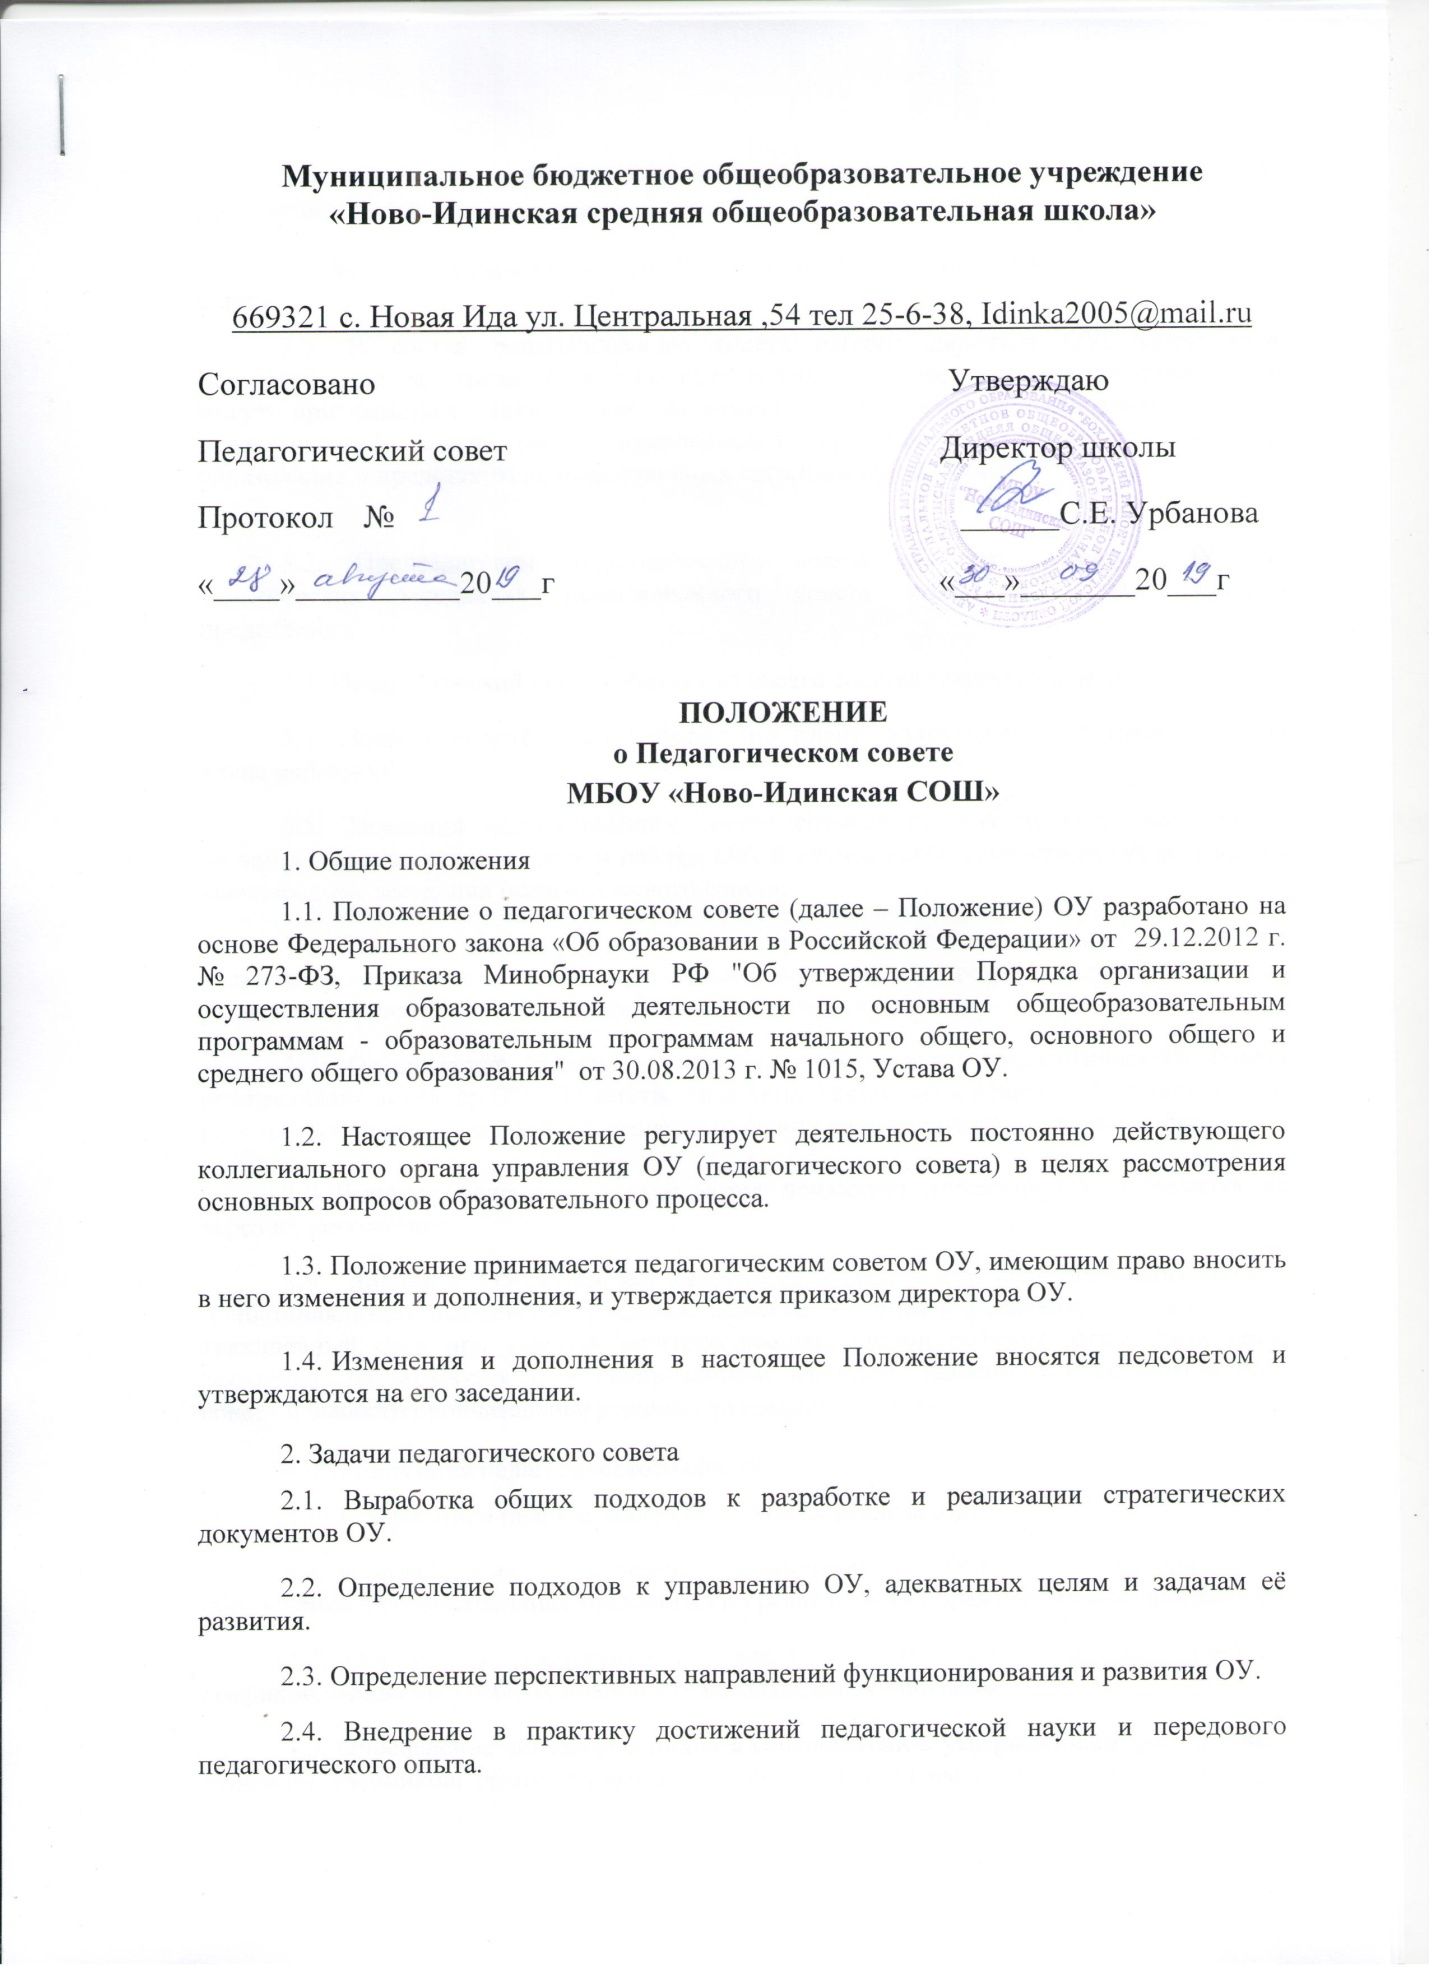 Муниципальное бюджетное общеобразовательное учреждение
«Ново-Идинская средняя общеобразовательная школа»
669321 с. Новая Ида ул. Центральная ,54 тел 25-6-38, Idinka2005@mail.ru
Согласовано Утверждаю
Педагогический совет Директор школы
Протокол № 1 ______С.Е. Урбанова
«28» августа 2019 г «30» 09 2019 г
МБОУ
"Ново-Идинская
СОШ"
ПОЛОЖЕНИЕ
о Педагогическом совете
МБОУ «Ново-Идинская СОШ»
1. Общие положения
1.1. Положение о педагогическом совете (далее – Положение) ОУ разработано на
основе Федерального закона «Об образовании в Российской Федерации» от 29.12.2012 г.
№ 273-ФЗ, Приказа Минобрнауки РФ "Об утверждении Порядка организации и
осуществления образовательной деятельности по основным общеобразовательным
программам - образовательным программам начального общего, основного общего и
среднего общего образования" от 30.08.2013 г. № 1015, Устава ОУ.
1.2. Настоящее Положение регулирует деятельность постоянно действующего
коллегиального органа управления ОУ (педагогического совета) в целях рассмотрения
основных вопросов образовательного процесса.
1.3. Положение принимается педагогическим советом ОУ, имеющим право вносить
в него изменения и дополнения, и утверждается приказом директора ОУ.
1.4. Изменения и дополнения в настоящее Положение вносятся педсоветом и
утверждаются на его заседании.
2. Задачи педагогического совета
2.1. Выработка общих подходов к разработке и реализации стратегических
документов ОУ.
2.2. Определение подходов к управлению ОУ, адекватных целям и задачам её
развития.
2.3. Определение перспективных направлений функционирования и развития ОУ.
2.4. Внедрение в практику достижений педагогической науки и передового
педагогического опыта.